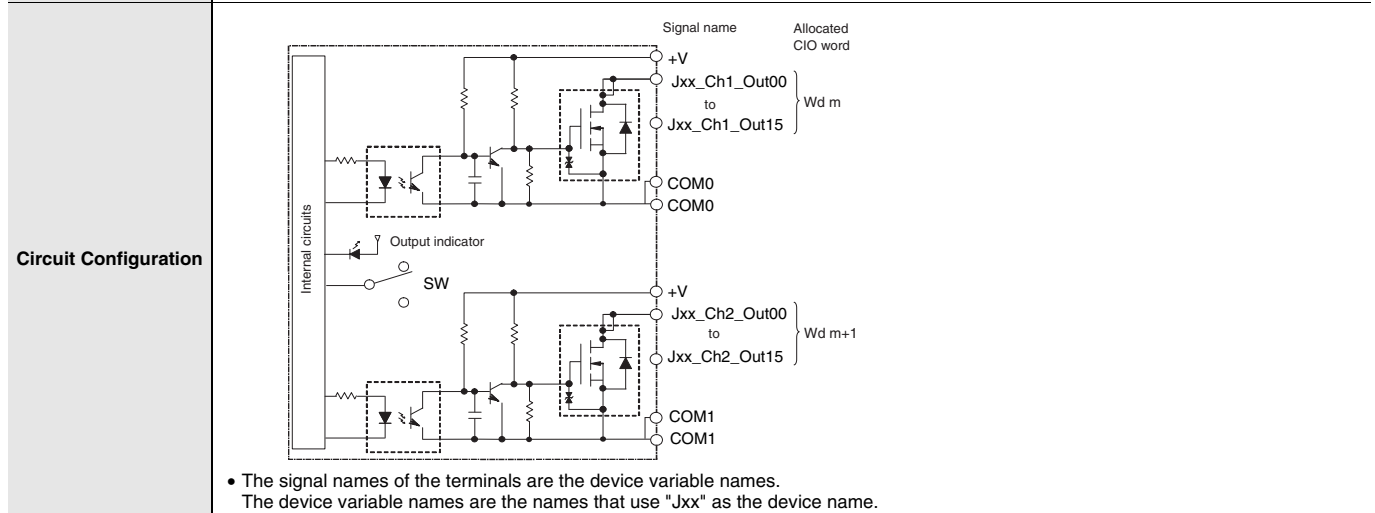 Circuit Configuration
Signal name
Allocated
CIO word
+V
Jxx_Ch1_Out00
to
Wd m
Jxx_Ch1_Out15
COM0
COM0
Internal circuits
Output indicator
SW
+V
Jxx_Ch2_Out00
to
Wd m+1
Jxx_Ch2_Out15
COM1
COM1
• The signal names of the terminals are the device variable names.
The device variable names are the names that use "Jxx" as the device name.